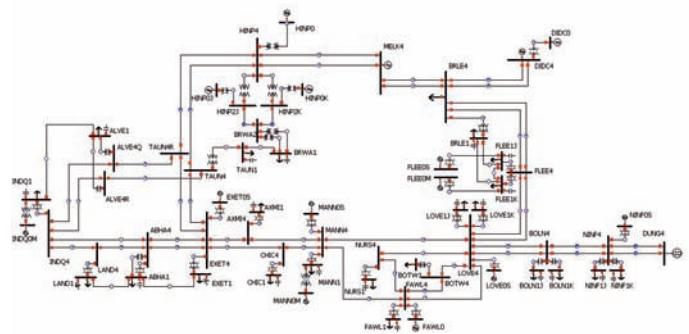 HINP0
HINP4
MELK4
DIDC0
DIDC4
BRLE4
HINP0J
HINP2J
HINP2K
HINP0K
BRWA2
BRWA1
BRLE1
FLEE1J
FLEE0S
FLEE0M
FLEE4
FLEE1K
ALVE1
ALVE4Q
TAUN4R
TAUN1
TAUN4
INDQ1
ALVE4R
INDQ0M
EXET0S
AXMI4
AXMI1
MANN0S
MANN4
LOVE1J
LOVE1K
NURS4
BOLN4
NINF4
NINF0S
DUNG4
INDQ4
ABHA4
LAND4
LAND1
ABHA1
EXET4
EXET1
CHIC4
CHIC1
MANN0M
MANN1
NURS1
BOTW1
LOVE4
BOTW4
LOVE0S
FAWL4
FAWL1
FAWL0
BOLN1J
BOLN1K
NINF1J
NINF1K